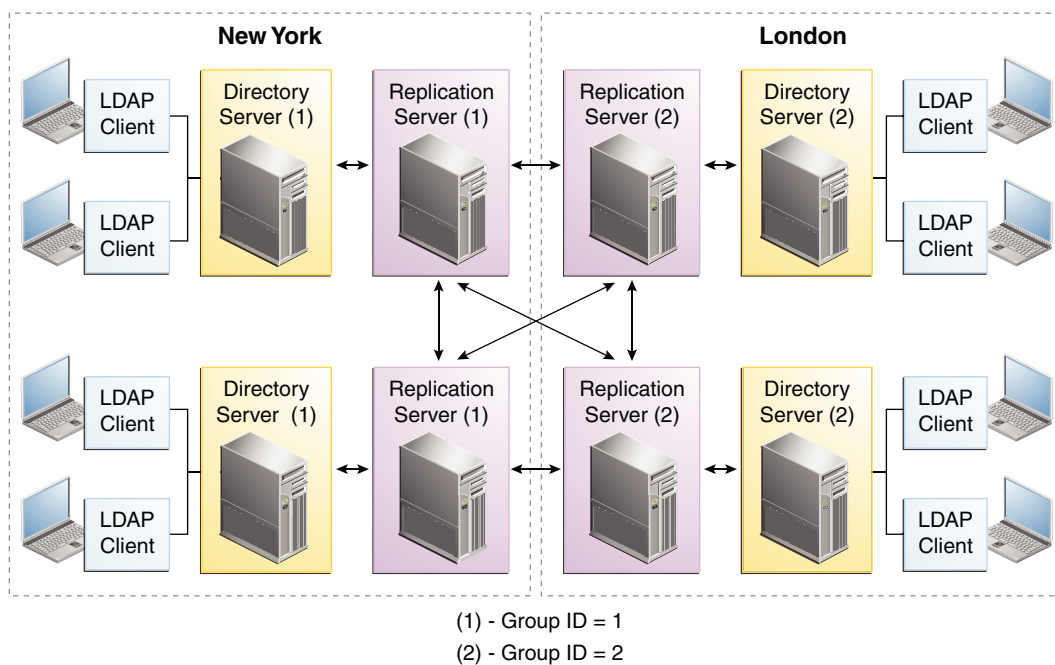 New York
London
LDAP
Client
Directory
Server (1)
Replication
Server (1)
Replication
Server (2)
Directory
Server (2)
LDAP
Client
LDAP
Client
LDAP
Client
LDAP
Client
Directory
Server (1)
Replication
Server (1)
Replication
Server (2)
Directory
Server (2)
LDAP
Client
LDAP
Client
LDAP
Client
(1) - Group ID = 1
(2) - Group ID = 2